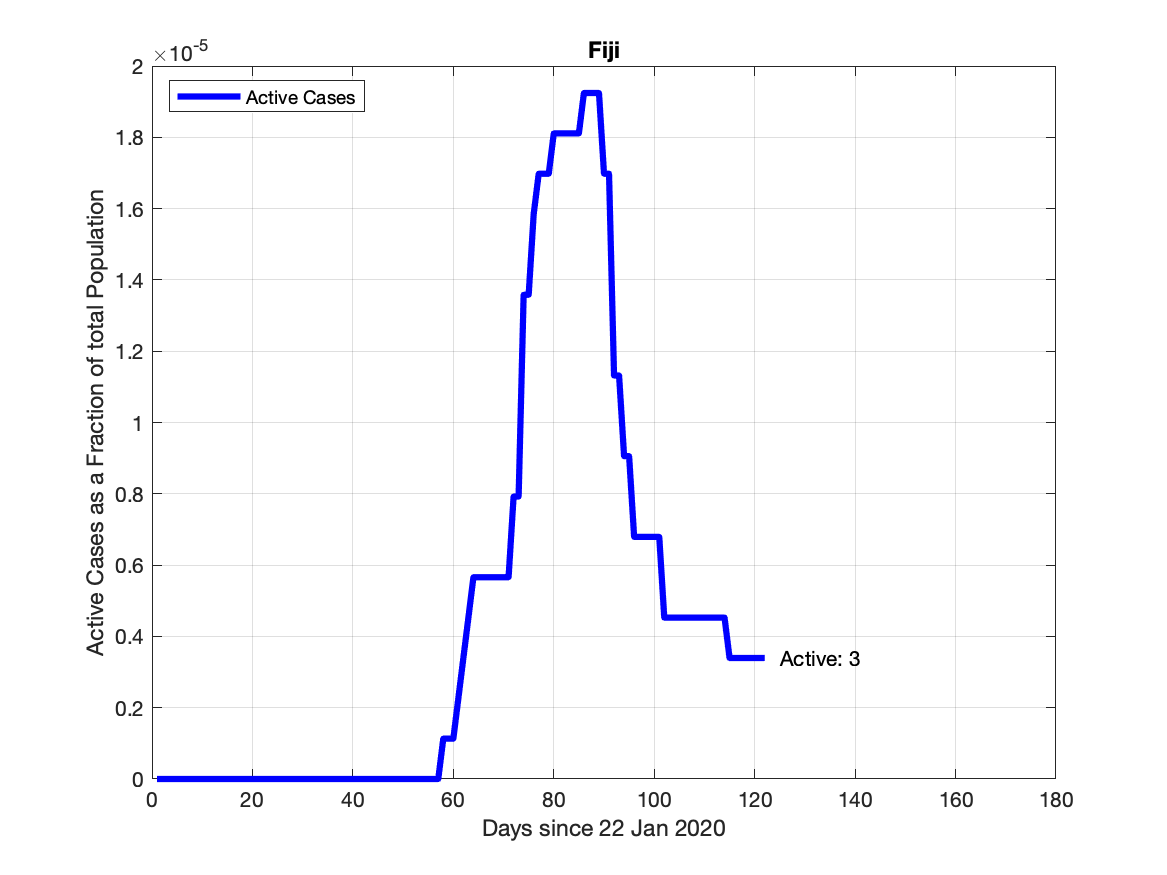 Fiji
×10-5
2
1.8
1.6
1.4
1.2
1
0.8
0.6
0.4
0.2
0
Active Cases
Active Cases as a Fraction of total Population
Active: 3
0 20 40 60 80 100 120 140 160 180
Days since 22 Jan 2020